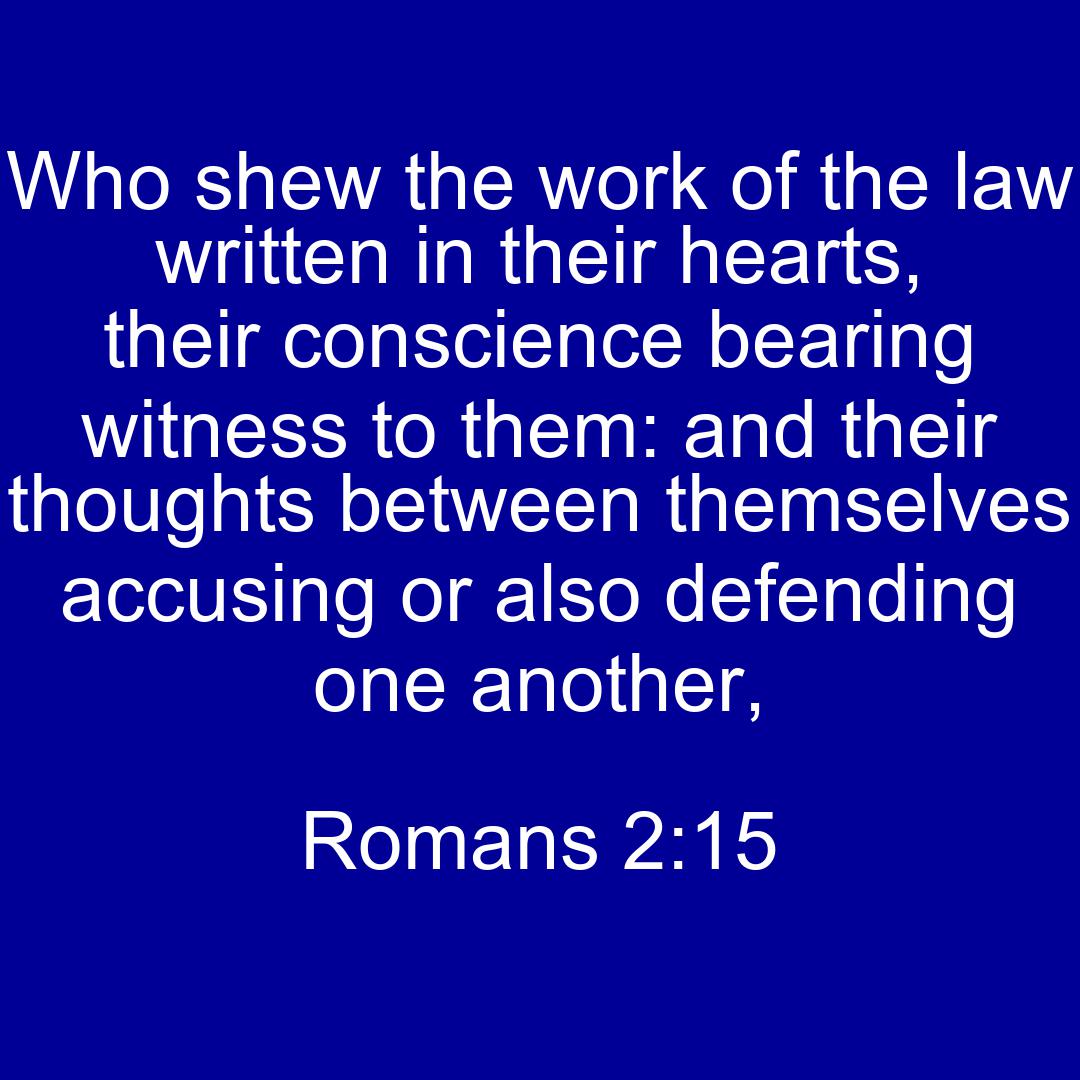 Who shew the work of the law
written in their hearts,
their conscience bearing
witness to them: and their
thoughts between themselves
accusing or also defending
one another,
Romans 2:15